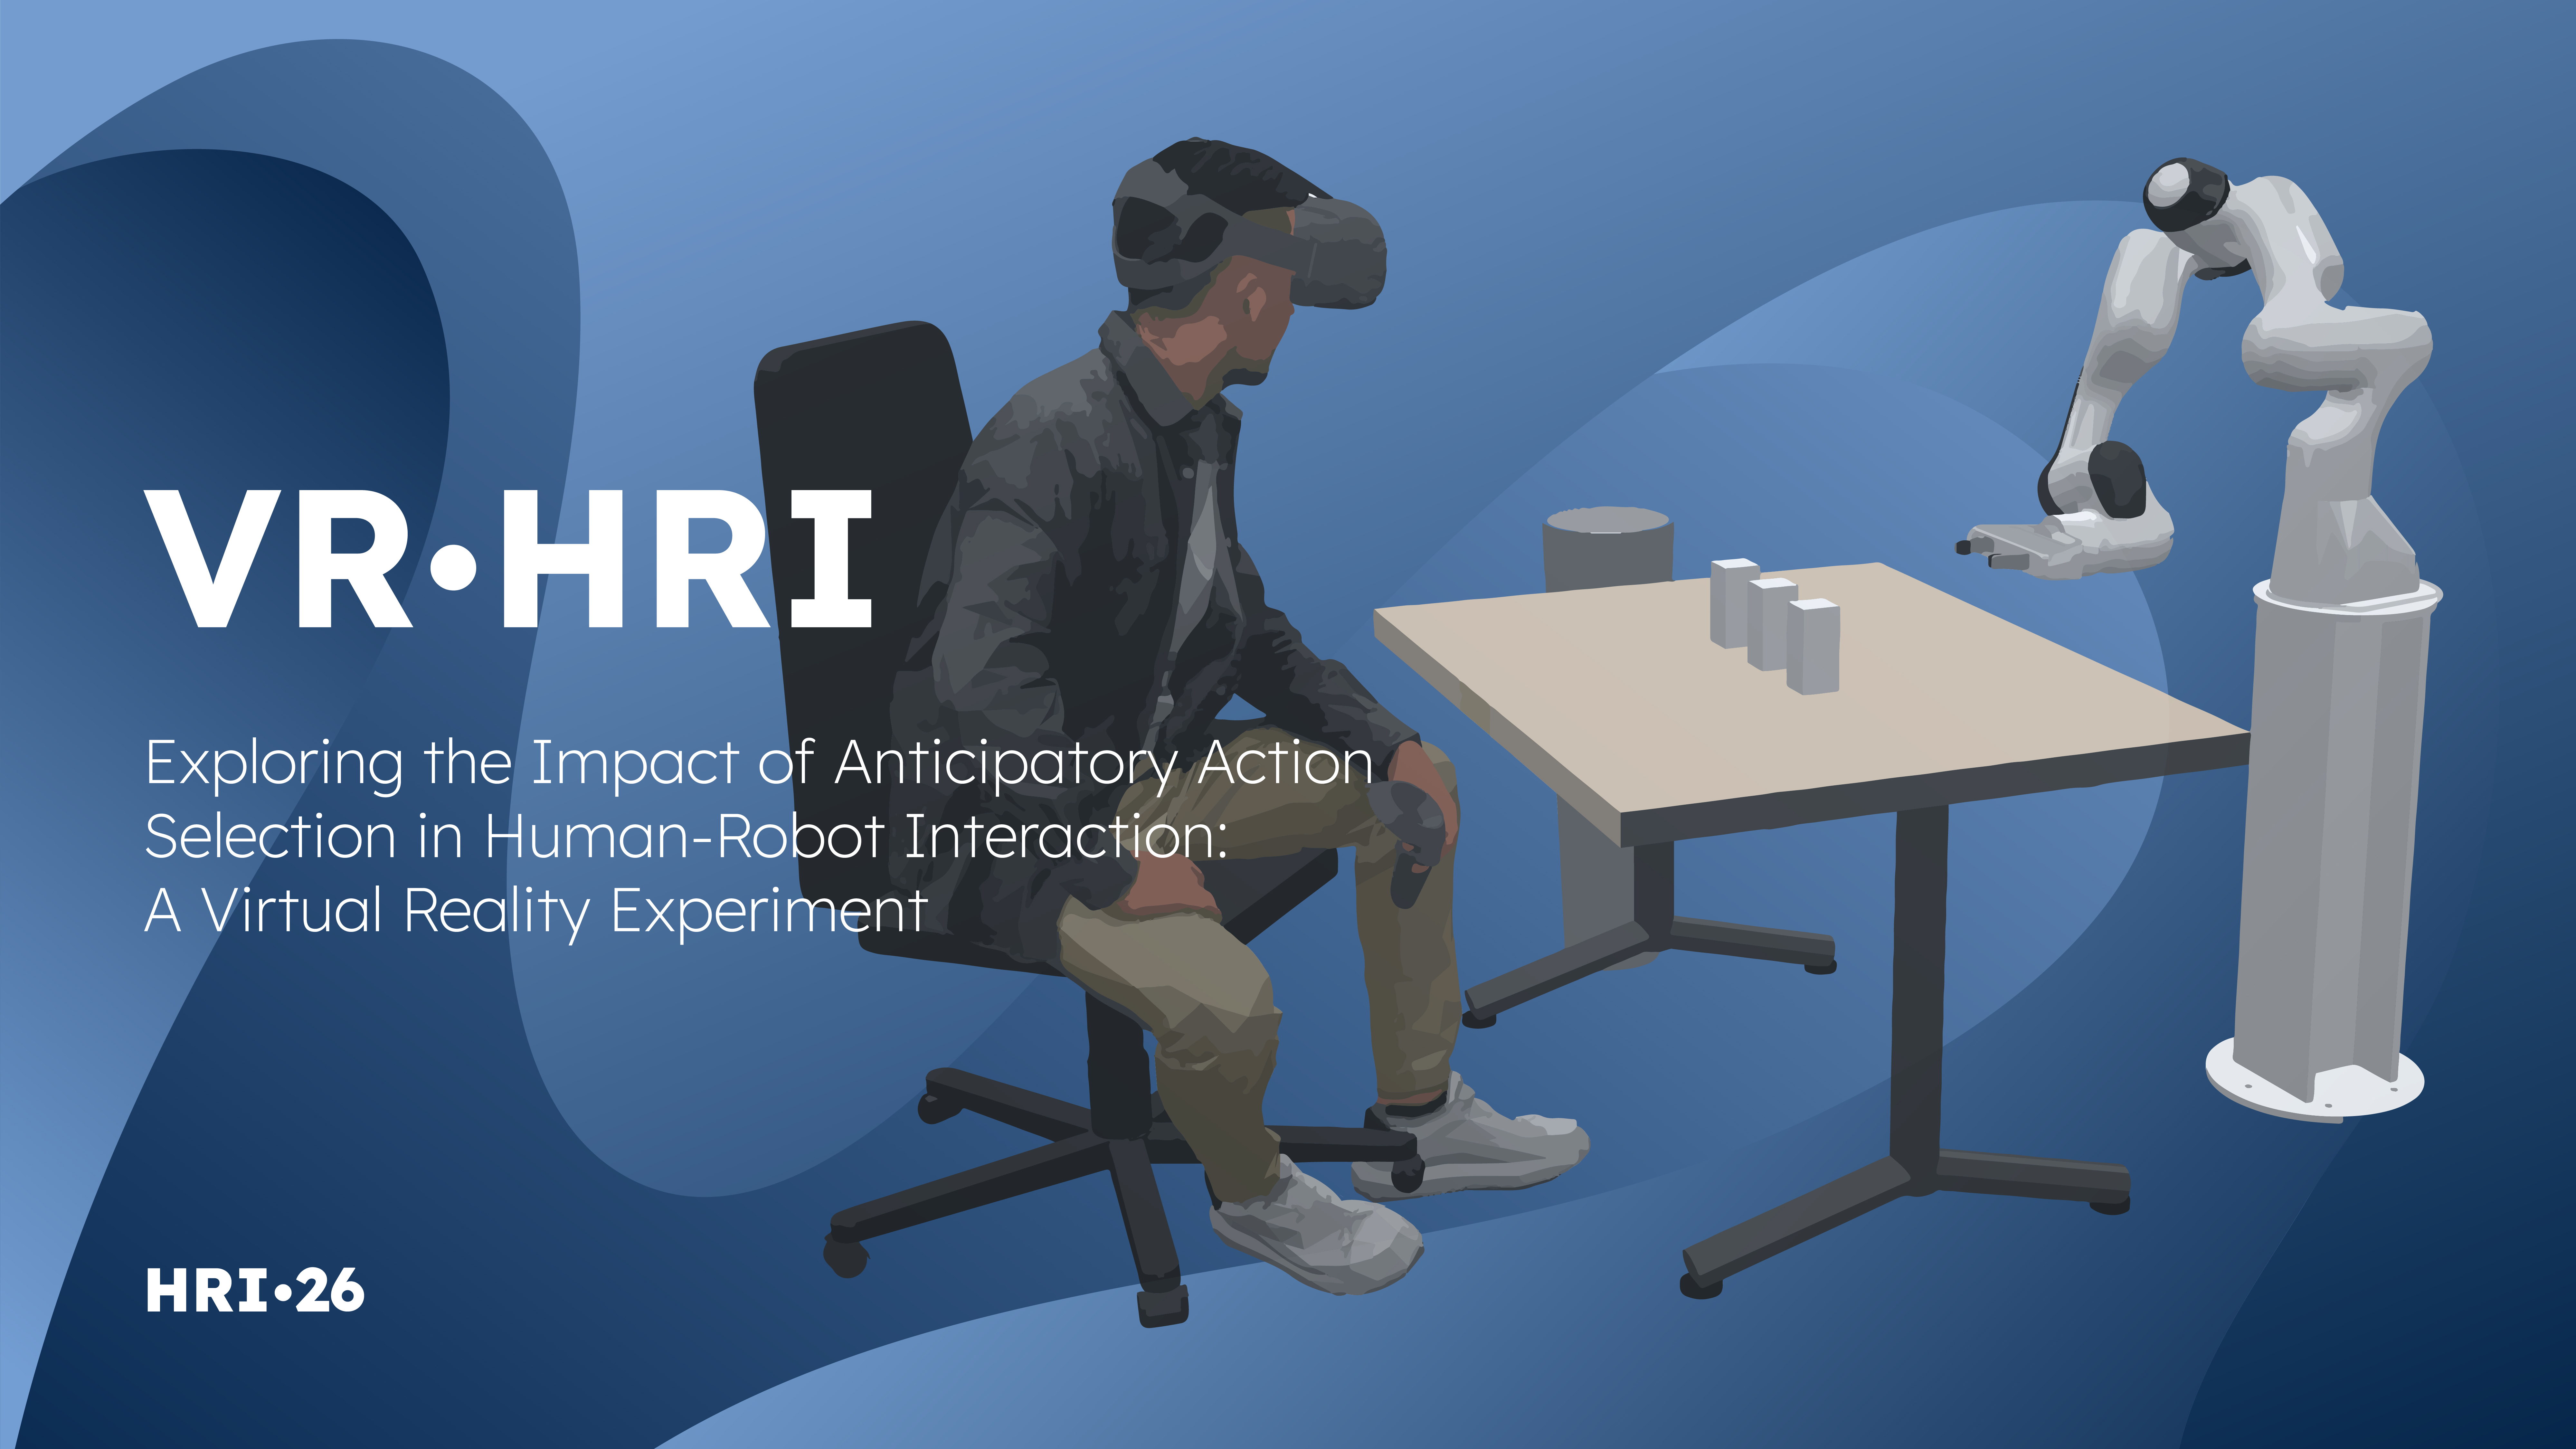 VR•HRI
Exploring the Impact of Anticipatory Action
Selection in Human-Robot Interaction:
A Virtual Reality Experiment
HRI•26